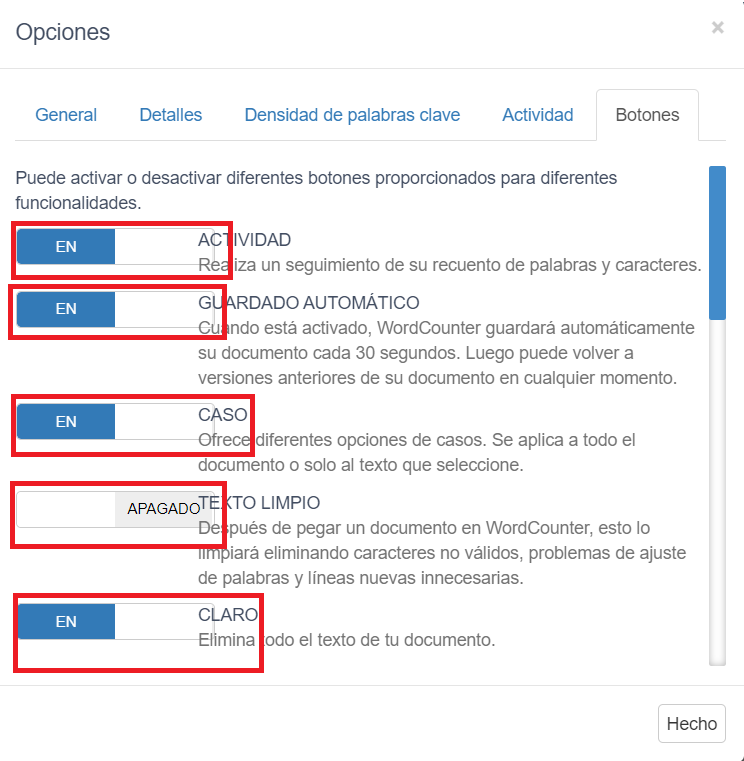 Opciones ×
General Detalles Densidad de palabras clave Actividad Botones
Puede activar o desactivar diferentes botones proporcionados para diferentes
funcionalidades.
EN ACTIVIDAD
Realiza un seguimiento de su recuento de palabras y caracteres.
EN GUARDADO AUTOMÁTICO
Cuando está activado, WordCounter guardará automáticamente
su documento cada 30 segundos. Luego puede volver a
versiones anteriores de su documento en cualquier momento.
EN CASO
Ofrece diferentes opciones de casos. Se aplica a todo el
documento o solo al texto que seleccione.
APAGADO TEXTO LIMPIO
Después de pegar un documento en WordCounter, esto lo
limpiará eliminando caracteres no válidos, problemas de ajuste
de palabras y líneas nuevas innecesarias.
EN CLARO
Elimina todo el texto de tu documento.
Hecho